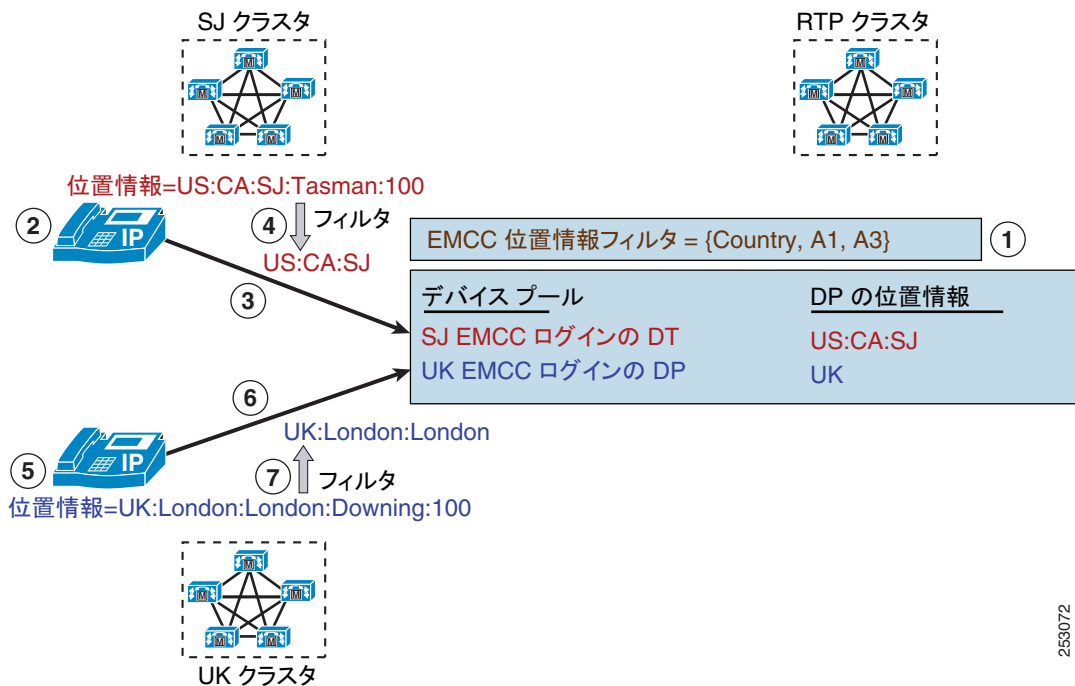 SJ クラスタ
RTP クラスタ
M M M M M
M M M M M
位置情報=US:CA:SJ:Tasman:100
2
IP
4
フィルタ
US:CA:SJ
3
EMCC 位置情報フィルタ = {Country, A1, A3}
1
デバイス プール
DP の位置情報
SJ EMCC ログインの DT
US:CA:SJ
UK EMCC ログインの DP
UK
6
UK:London:London
5
IP
7
フィルタ
位置情報=UK:London:London:Downing:100
M M M M M
UK クラスタ
253072